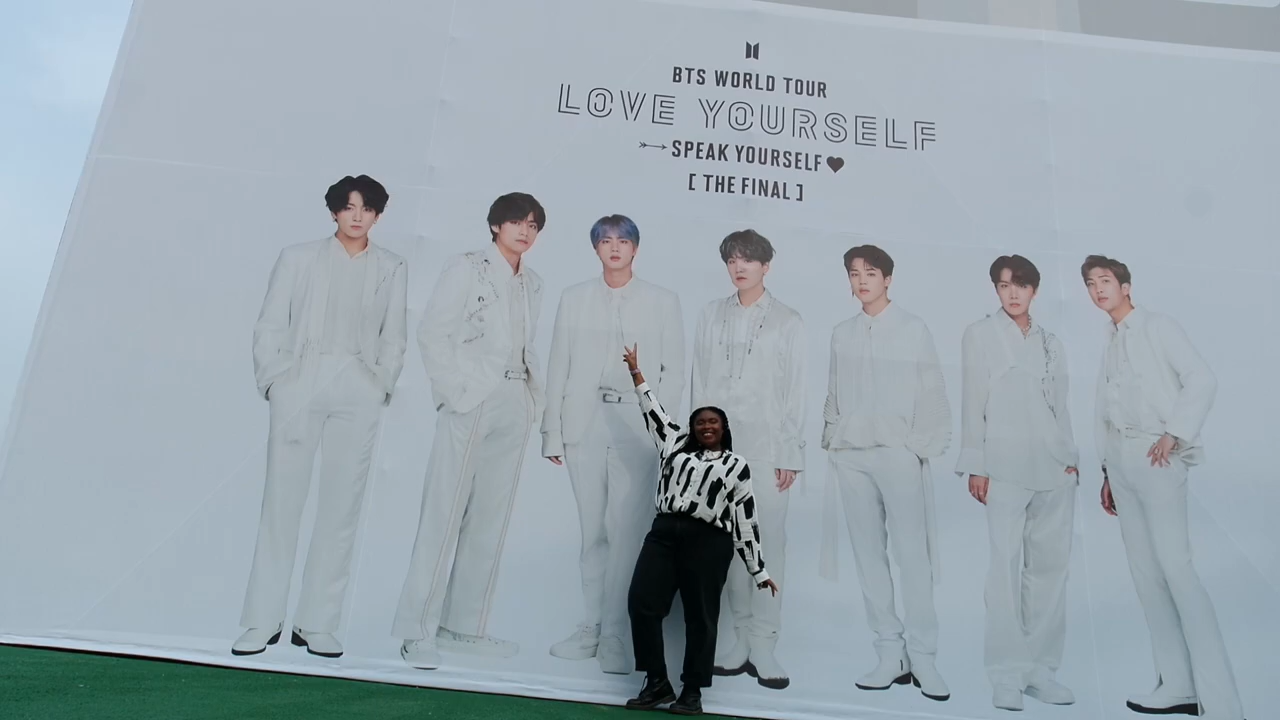 BTS WORLD TOUR
LOVE YOURSELF
SPEAK YOURSELF
[ THE FINAL ]